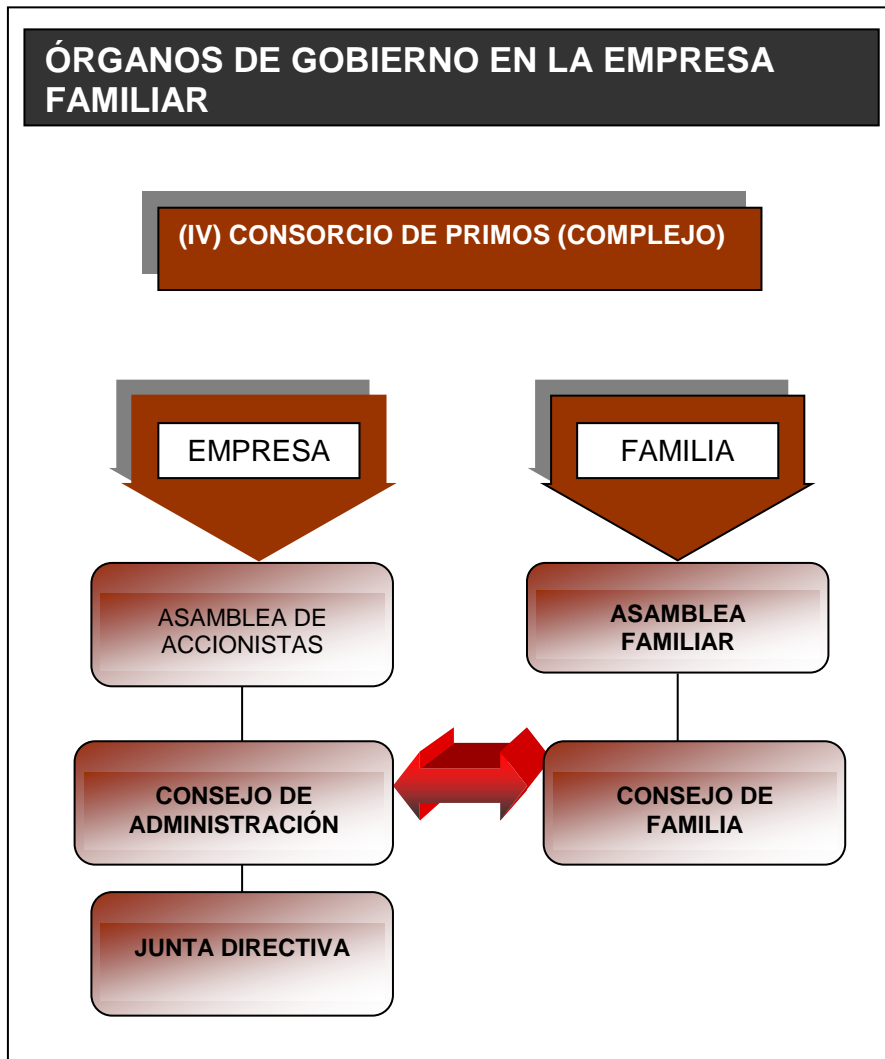 ÓRGANOS DE GOBIERNO EN LA EMPRESA
FAMILIAR
(IV) CONSORCIO DE PRIMOS (COMPLEJO)
EMPRESA
FAMILIA
ASAMBLEA DE
ACCIONISTAS
ASAMBLEA
FAMILIAR
CONSEJO DE
ADMINISTRACIÓN
CONSEJO DE
FAMILIA
JUNTA DIRECTIVA